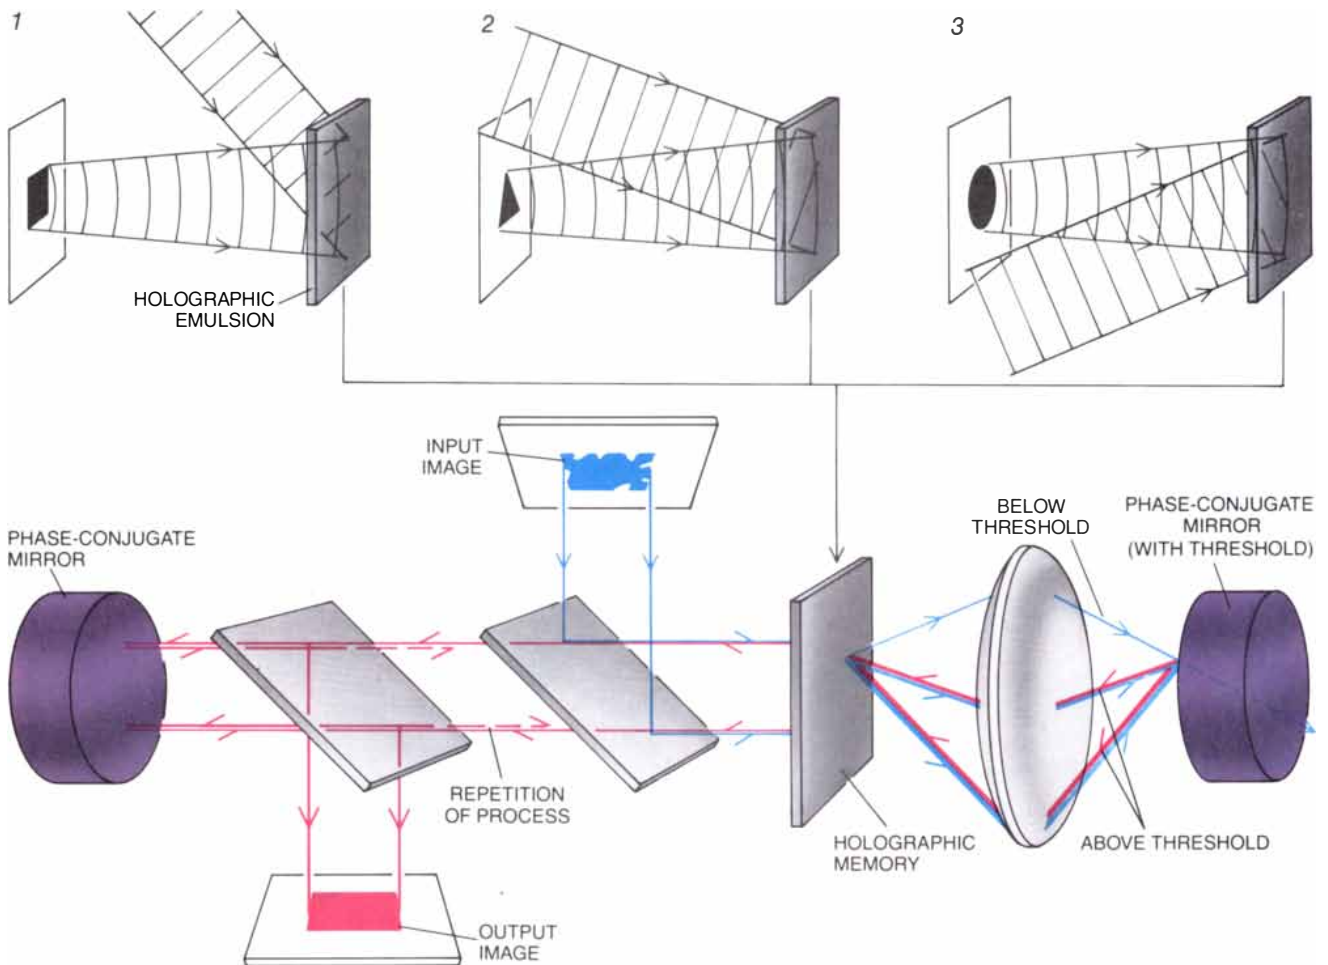 1
2
3
HOLOGRAPHIC
EMULSION
INPUT
IMAGE
BELOW
THRESHOLD
PHASE-CONJUGATE
MIRROR
(WITH THRESHOLD)
PHASE-CONJUGATE
MIRROR
REPETITION
OF PROCESS
HOLOGRAPHIC
MEMORY
ABOVE THRESHOLD
OUTPUT
IMAGE